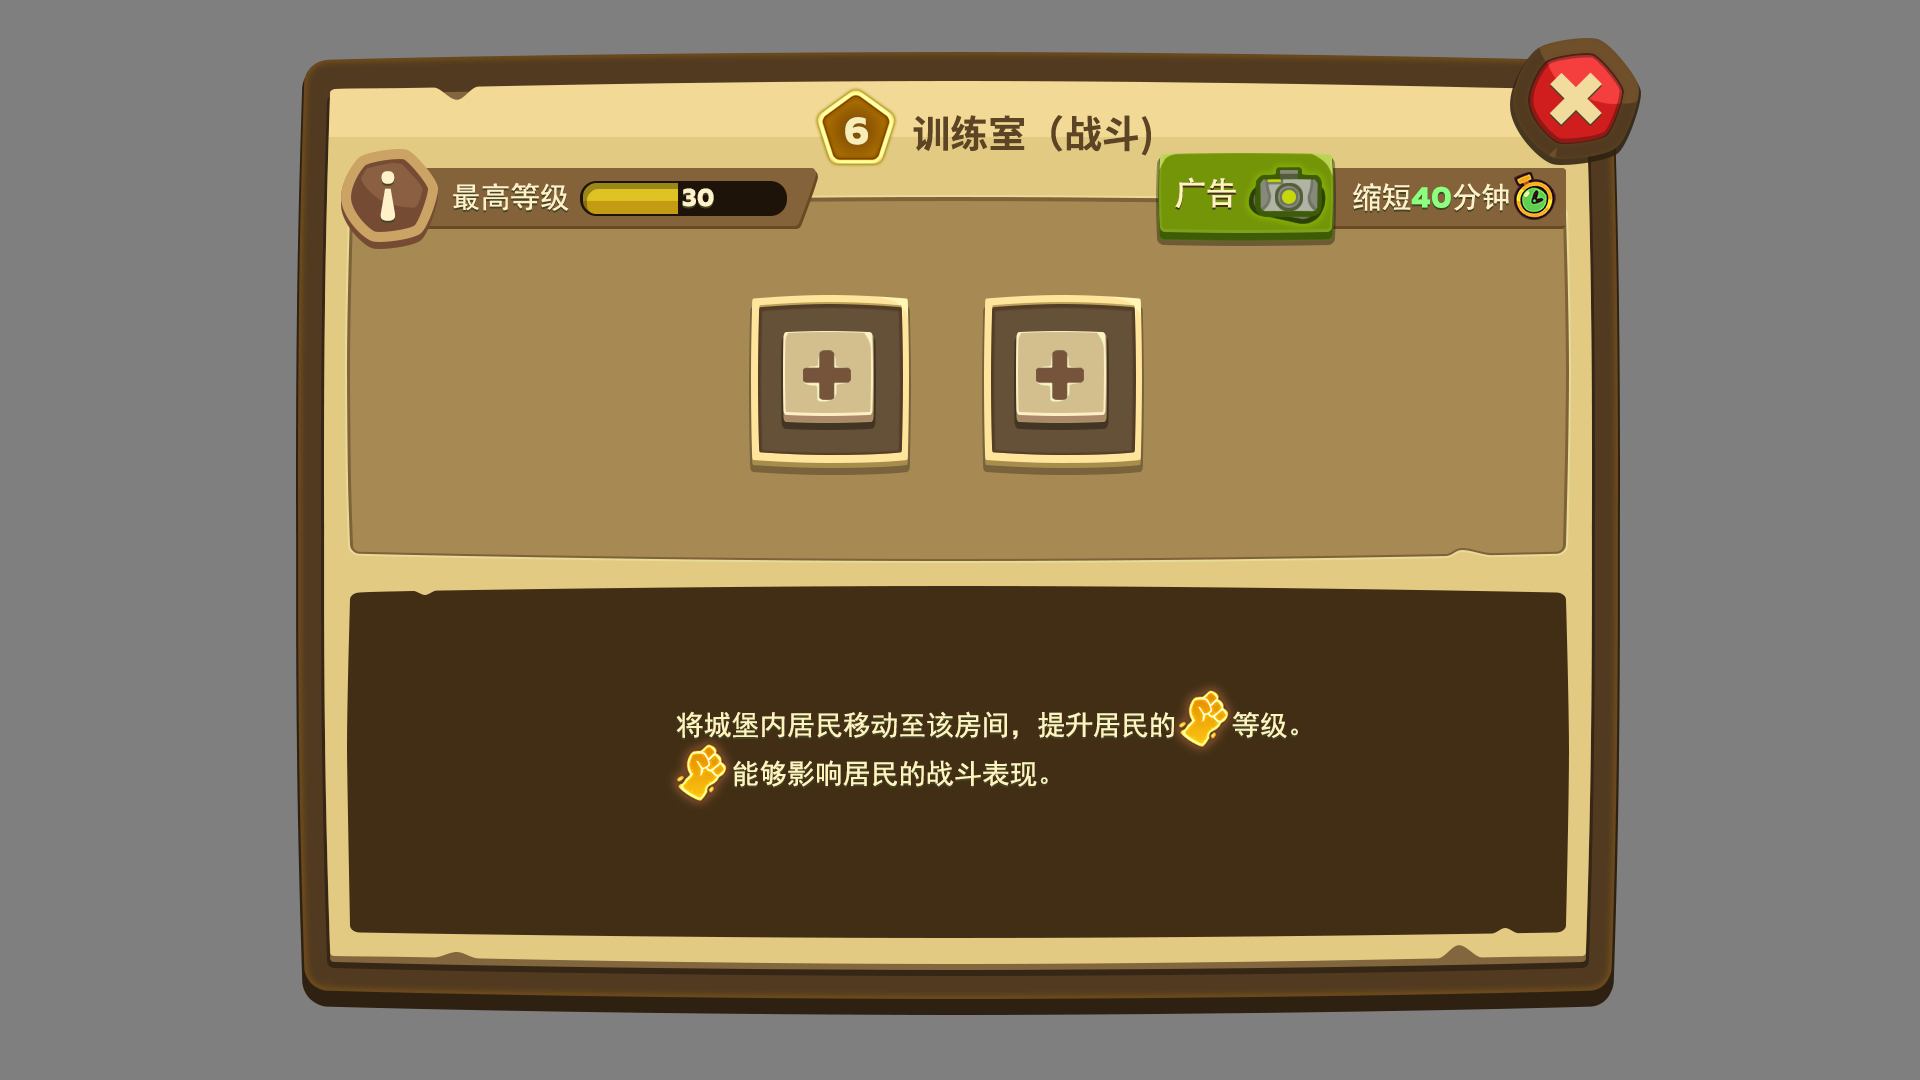 6 训练室（战斗)
最高等级 30
广告 缩短40分钟
将城堡内居民移动至该房间，提升居民的等级。
能够影响居民的战斗表现。